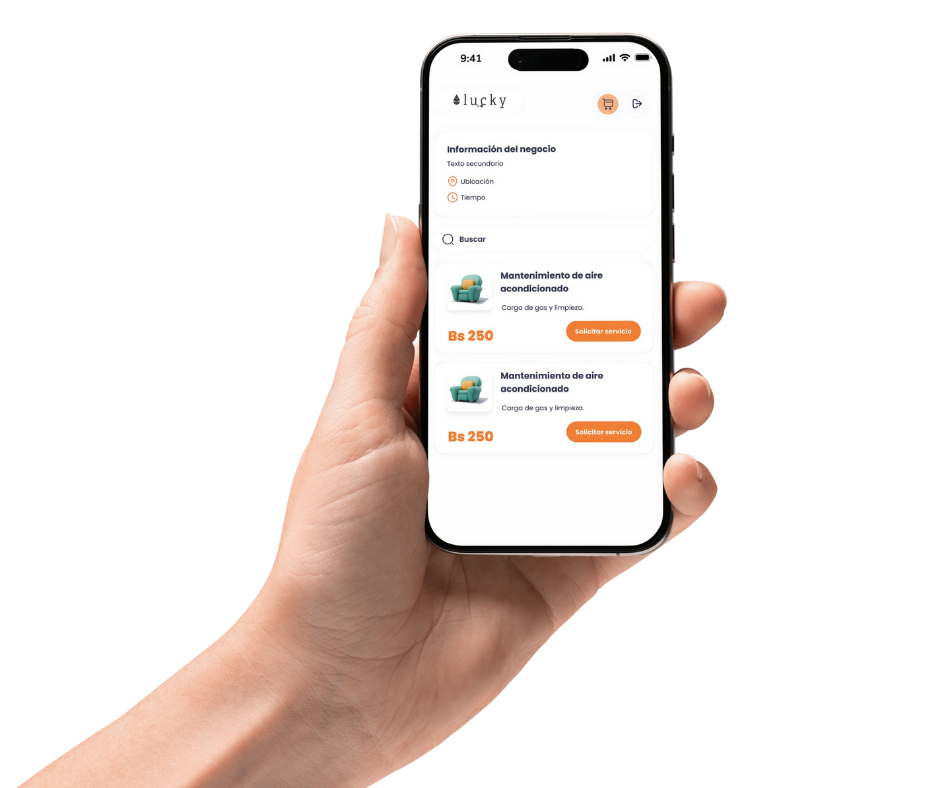 9:41
lucky
Información del negocio
Texto secundario
Ubicación
Tiempo
Buscar
Mantenimiento de aire
acondicionado
Carga de gas y limpieza.
Bs 250
Solicitar servicio
Mantenimiento de aire
acondicionado
Carga de gas y limpieza.
Bs 250
Solicitar servicio